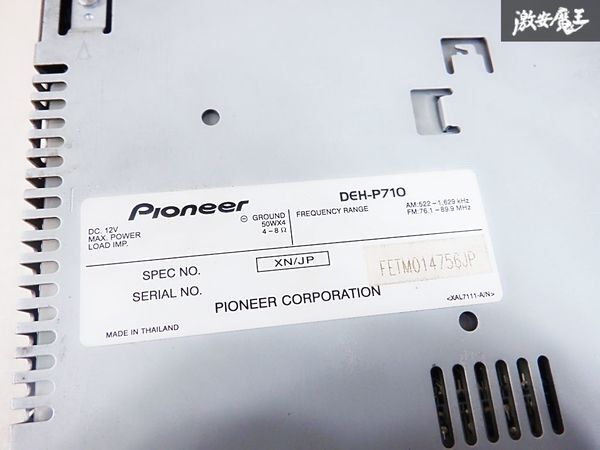 激安魔王
Pioneer DEH-P710
DC. 12V ⊖ GROUND FREQUENCY RANGE AM:522–1,629 kHz
MAX. POWER 50WX4 FM:76.1–89.9 MHz
LOAD IMP. 4–8 Ω
SPEC NO. XN/JP
SERIAL NO. FETM014756JP
PIONEER CORPORATION
MADE IN THAILAND <XAL7111-A/N>